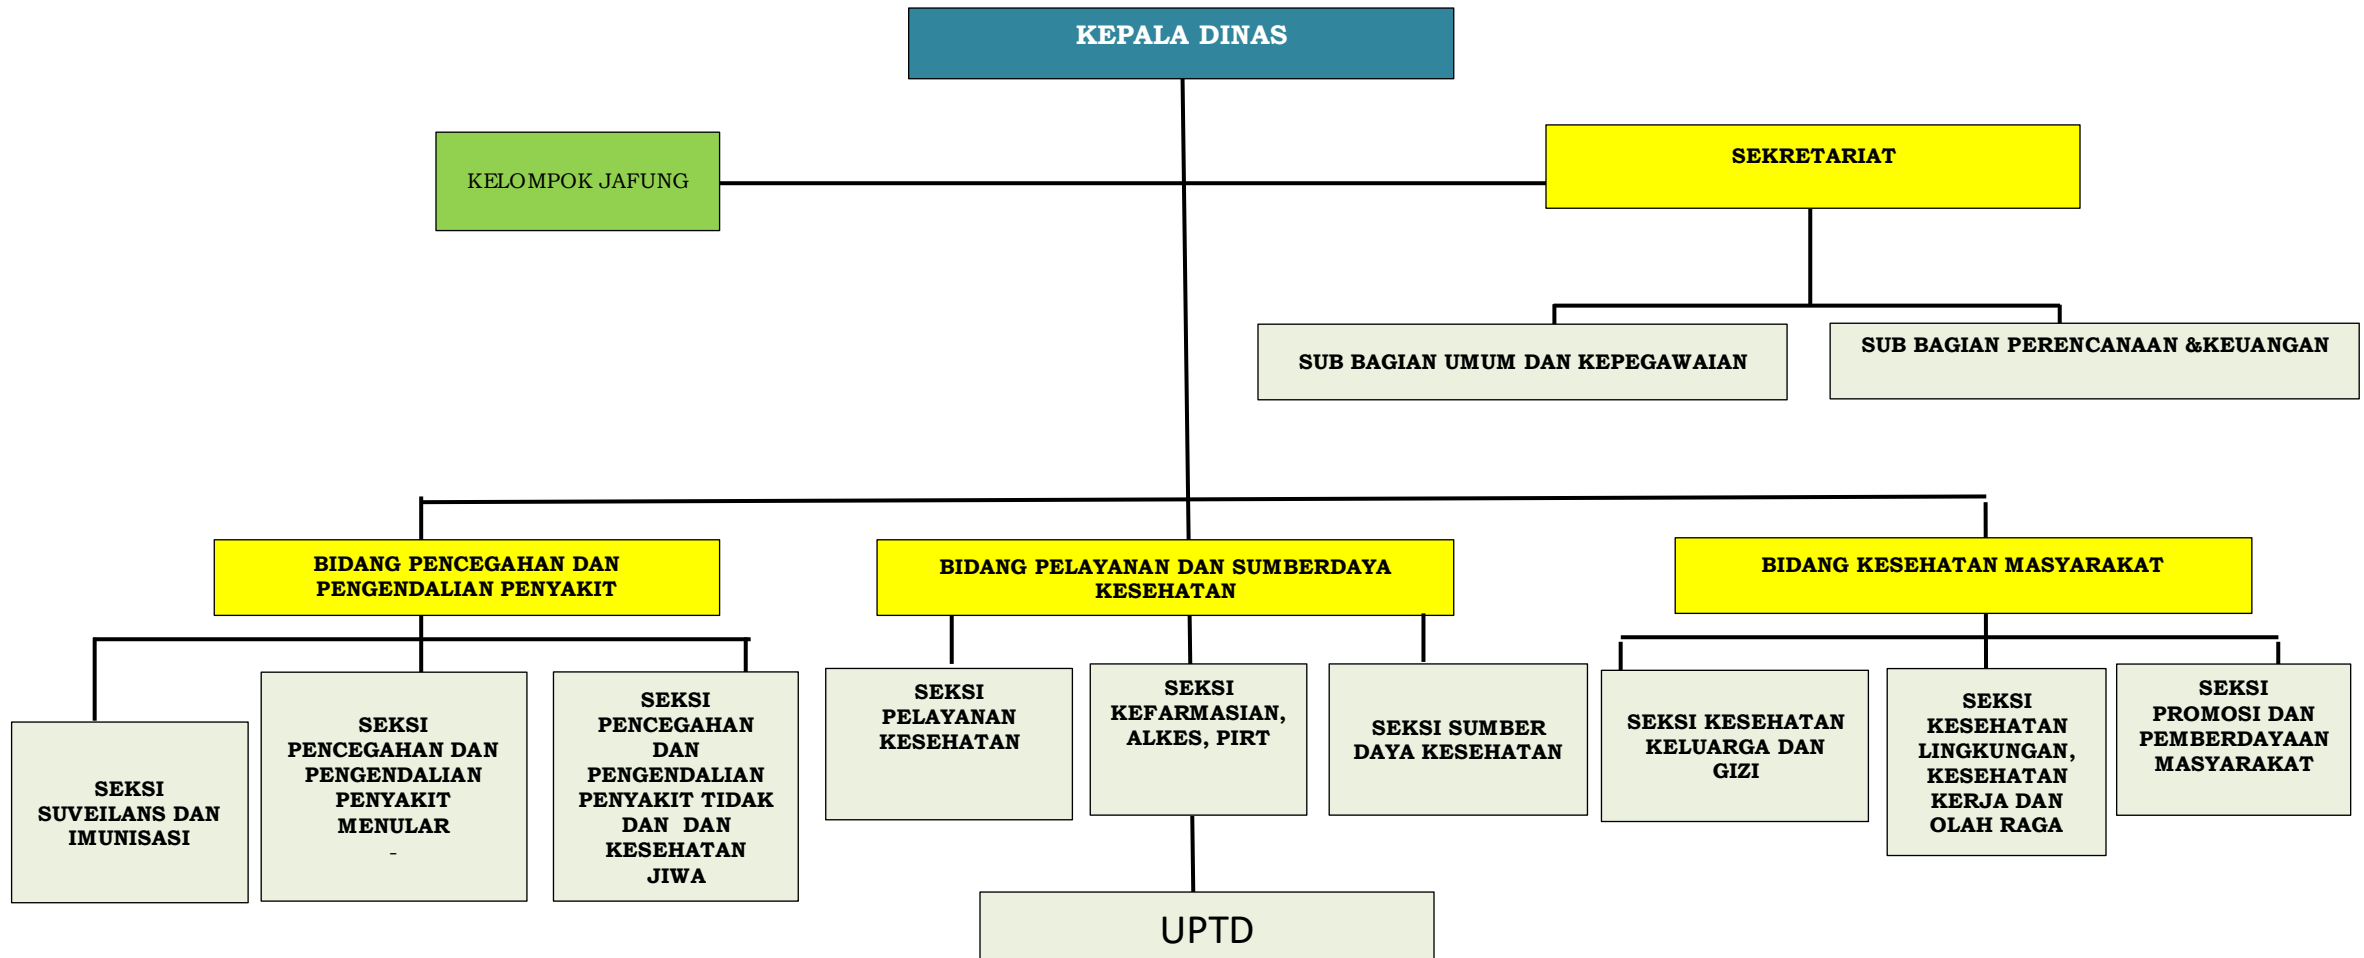 KEPALA DINAS
KELOMPOK JAFUNG
SEKRETARIAT
SUB BAGIAN UMUM DAN KEPEGAWAIAN
SUB BAGIAN PERENCANAAN &KEUANGAN
BIDANG PENCEGAHAN DAN
PENGENDALIAN PENYAKIT
BIDANG PELAYANAN DAN SUMBERDAYA
KESEHATAN
BIDANG KESEHATAN MASYARAKAT
SEKSI
SUVEILANS DAN
IMUNISASI
SEKSI
PENCEGAHAN DAN
PENGENDALIAN
PENYAKIT
MENULAR
-
SEKSI
PENCEGAHAN
DAN
PENGENDALIAN
PENYAKIT TIDAK
DAN DAN
KESEHATAN
JIWA
SEKSI
PELAYANAN
KESEHATAN
SEKSI
KEFARMASIAN,
ALKES, PIRT
SEKSI SUMBER
DAYA KESEHATAN
SEKSI KESEHATAN
KELUARGA DAN
GIZI
SEKSI
KESEHATAN
LINGKUNGAN,
KESEHATAN
KERJA DAN
OLAH RAGA
SEKSI
PROMOSI DAN
PEMBERDAYAAN
MASYARAKAT
UPTD